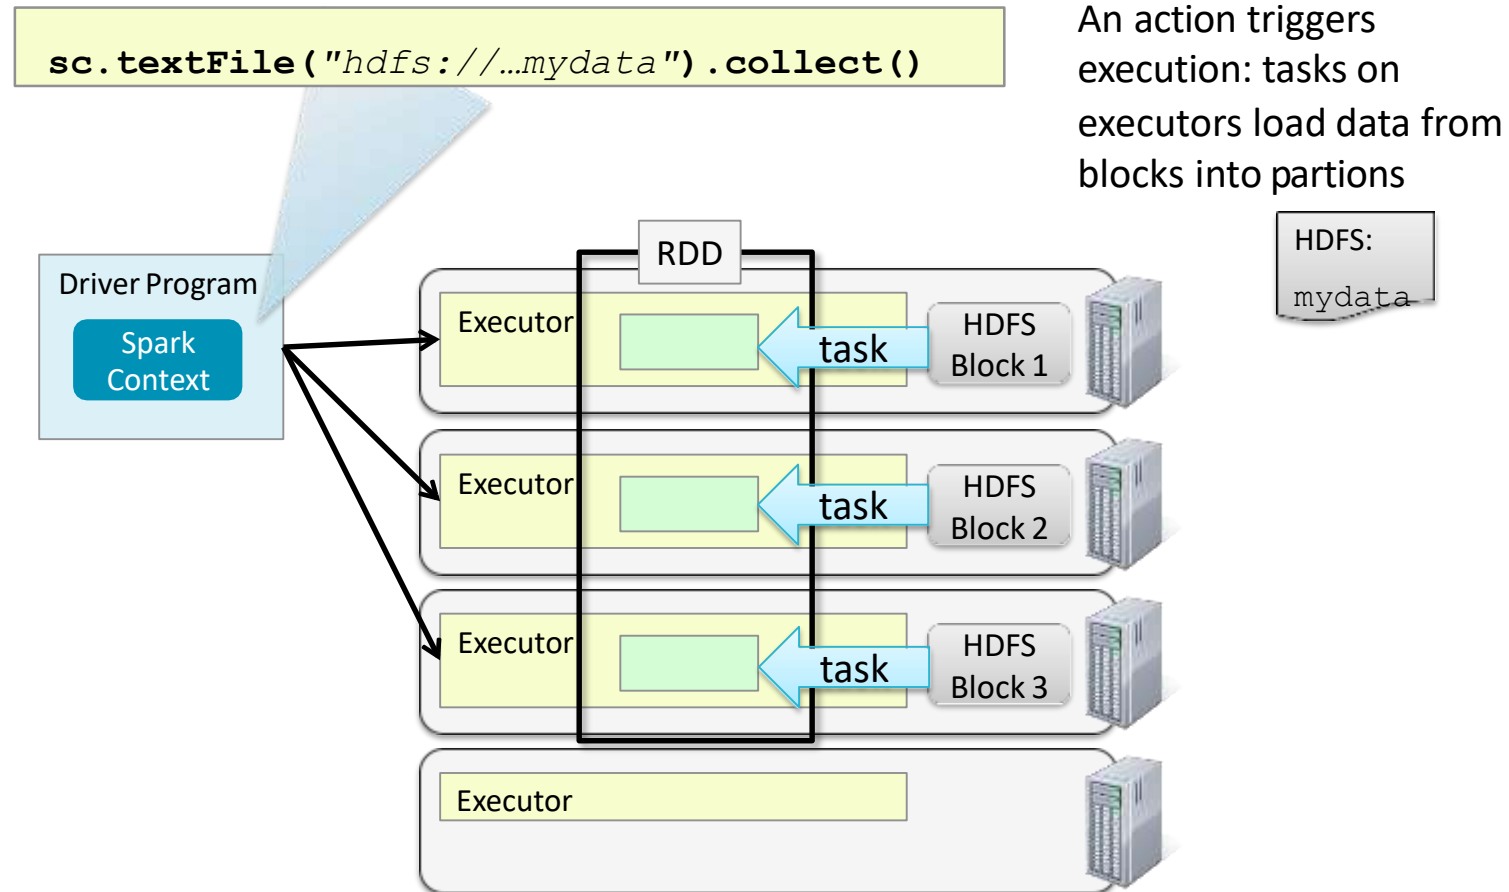 sc.textFile("hdfs://…mydata").collect()
An action triggers
execution: tasks on
executors load data from
blocks into partions
HDFS:
mydata
Driver Program
Spark
Context
RDD
Executor
task
HDFS
Block 1
Executor
task
HDFS
Block 2
Executor
task
HDFS
Block 3
Executor